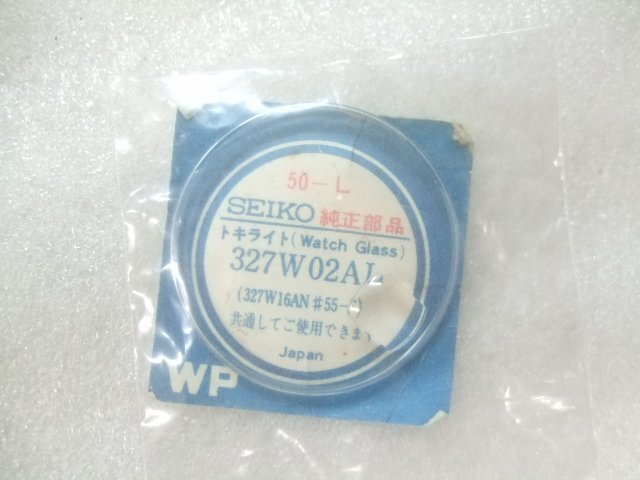 50-L
SEIKO 純正部品
トキライト(Watch Glass)
327W02AL
(327W16AN #55-
共通してご使用できます
Japan
WP